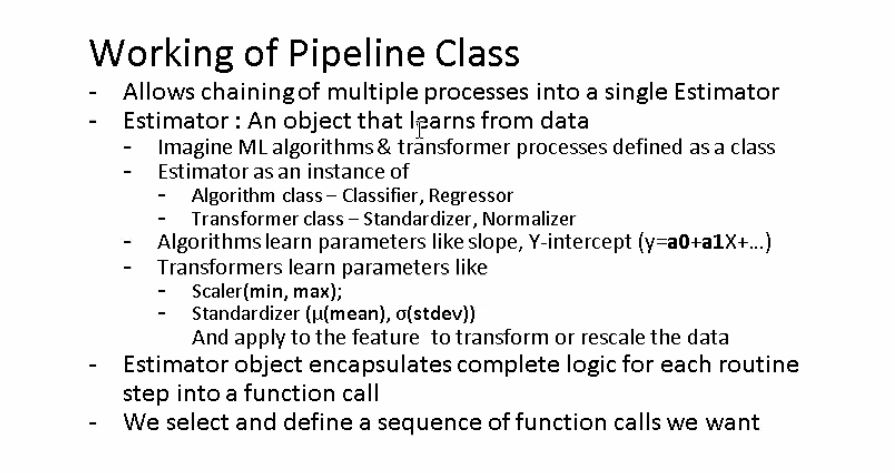 Working of Pipeline Class
- Allows chaining of multiple processes into a single Estimator
- Estimator : An object that learns from data
- Imagine ML algorithms & transformer processes defined as a class
- Estimator as an instance of
- Algorithm class – Classifier, Regressor
- Transformer class – Standardizer, Normalizer
- Algorithms learn parameters like slope, Y-intercept (y=a0+a1X+...)
- Transformers learn parameters like
- Scaler(min, max);
- Standardizer (μ(mean), σ(stdev))
And apply to the feature to transform or rescale the data
- Estimator object encapsulates complete logic for each routine
step into a function call
- We select and define a sequence of function calls we want